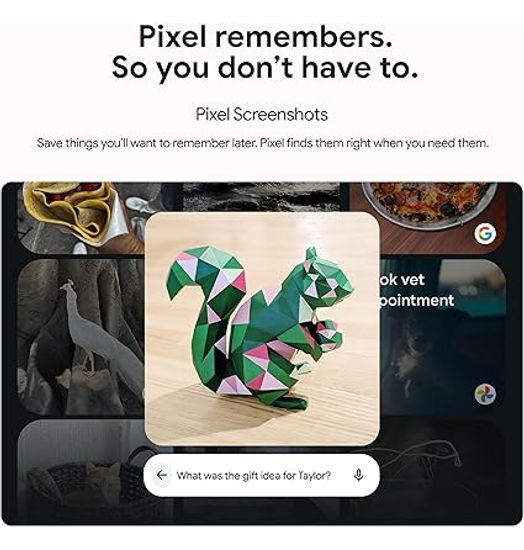 Pixel remembers.
So you don't have to.
Pixel Screenshots
Save things you'll want to remember later. Pixel finds them right when you need them.
G
ok vet
pointment
What was the gift idea for Taylor?